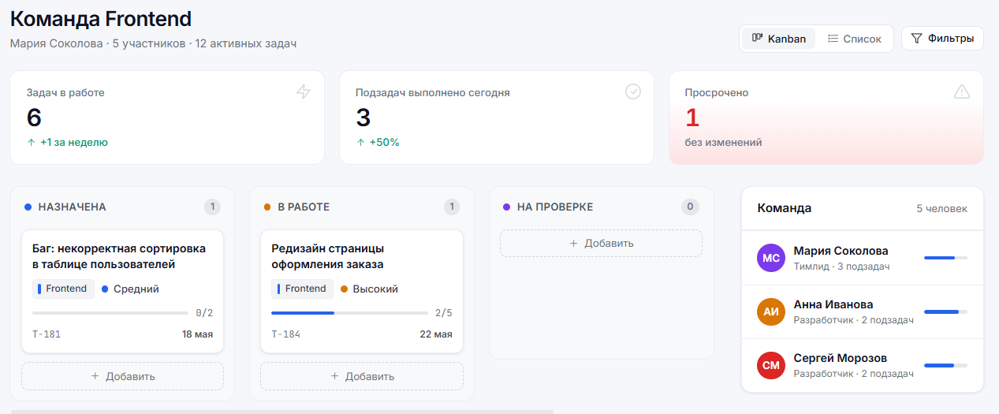 Команда Frontend
Мария Соколова · 5 участников · 12 активных задач
Kanban
Список
Фильтры
Задач в работе
6
↑ +1 за неделю
Подзадач выполнено сегодня
3
↑ +50%
Просрочено
1
без изменений
НАЗНАЧЕНА
1
Баг: некорректная сортировка
в таблице пользователей
Frontend
Средний
0/2
T-181
18 мая
+ Добавить
В РАБОТЕ
1
Редизайн страницы
оформления заказа
Frontend
Высокий
2/5
T-184
22 мая
+ Добавить
НА ПРОВЕРКЕ
0
+ Добавить
Команда
5 человек
МС
Мария Соколова
Тимлид · 3 подзадач
АИ
Анна Иванова
Разработчик · 2 подзадач
СМ
Сергей Морозов
Разработчик · 2 подзадач